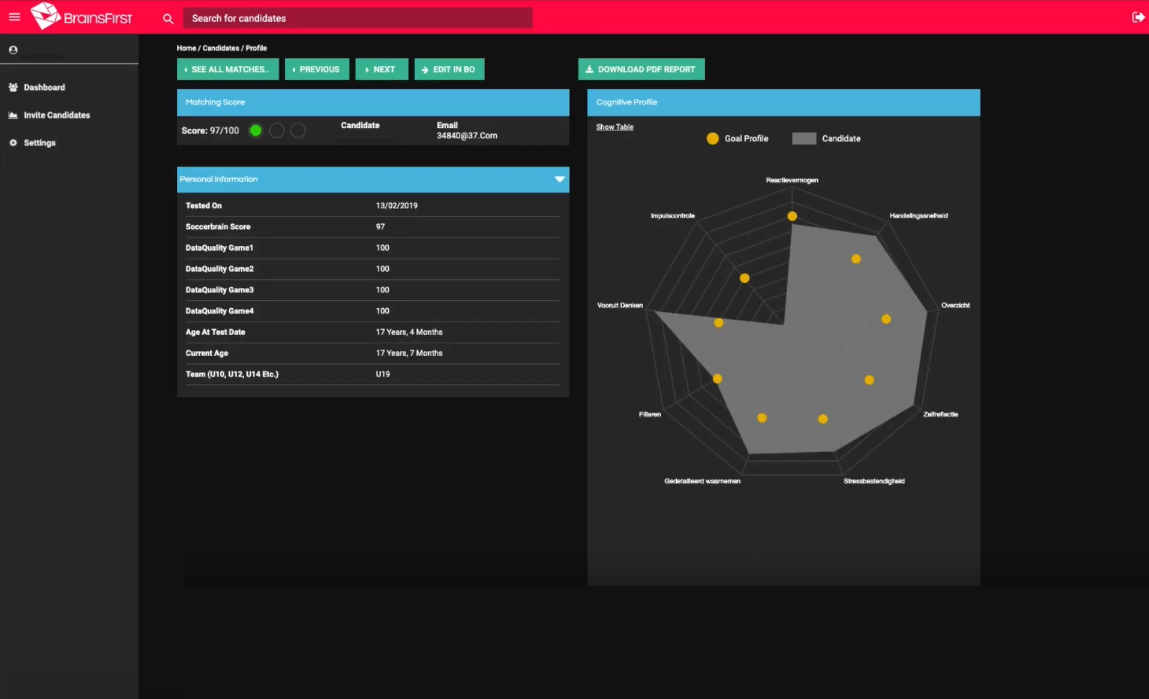 BrainsFirst
Search for candidates
Home / Candidates / Profile
SEE ALL MATCHES..
PREVIOUS
NEXT
EDIT IN BO
DOWNLOAD PDF REPORT
Dashboard
Invite Candidates
Settings
Matching Score
Score: 97/100
Candidate
Email
34840@37.Com
Personal Information
Tested On 13/02/2019
Soccerbrain Score 97
DataQuality Game1 100
DataQuality Game2 100
DataQuality Game3 100
DataQuality Game4 100
Age At Test Date 17 Years, 4 Months
Current Age 17 Years, 7 Months
Team (U10, U12, U14 Etc.) U19
Cognitive Profile
Show Table
Goal Profile Candidate
Reactievermogen
Impulscontrole
Handelingssnelheid
Vooruit Denken
Overzicht
Filteren
Zelfreflectie
Gedetailleerd waarnemen
Stressbestendigheid